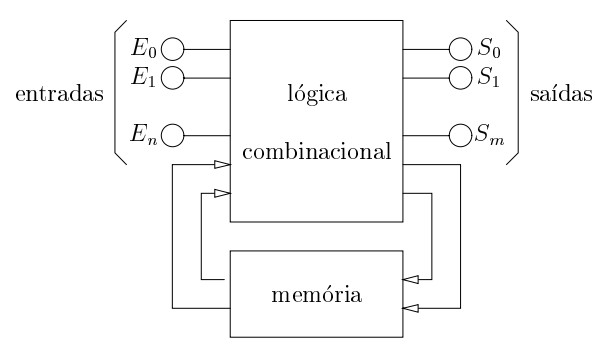 E0 S0
E1 S1
entradas lógica saídas
En Sm
combinacional
memória